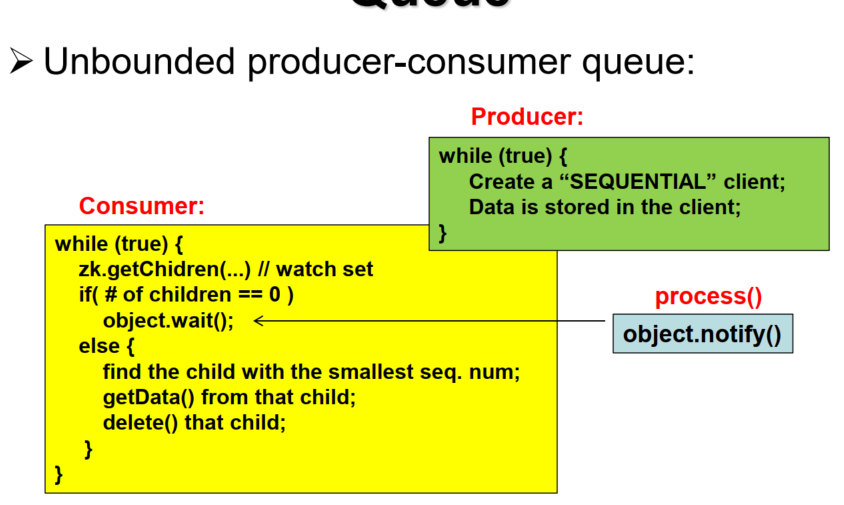 Queue
➢ Unbounded producer-consumer queue:
Producer:
while (true) {
Create a “SEQUENTIAL” client;
Data is stored in the client;
}
Consumer:
while (true) {
zk.getChidren(...) // watch set
if( # of children == 0 )
object.wait();
else {
find the child with the smallest seq. num;
getData() from that child;
delete() that child;
}
}
process()
object.notify()